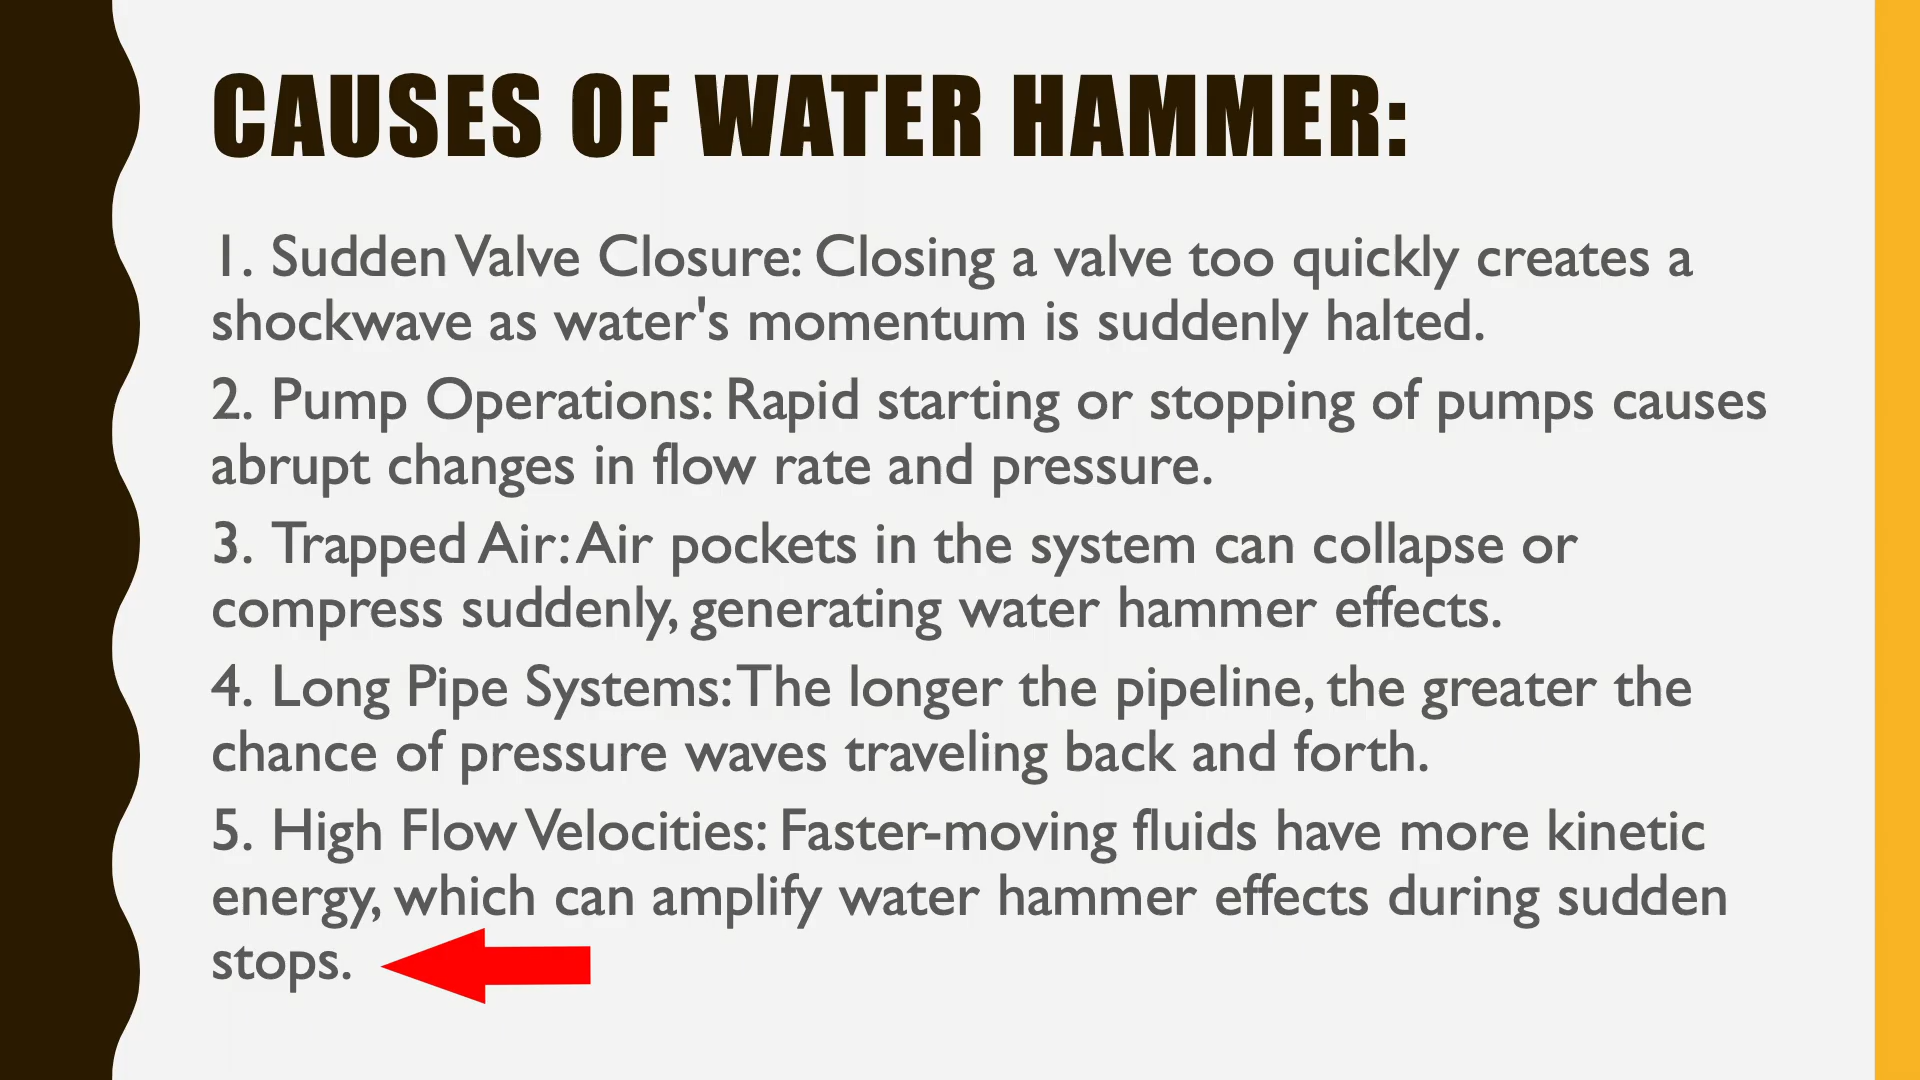 CAUSES OF WATER HAMMER:
1. Sudden Valve Closure: Closing a valve too quickly creates a
shockwave as water's momentum is suddenly halted.
2. Pump Operations: Rapid starting or stopping of pumps causes
abrupt changes in flow rate and pressure.
3. Trapped Air: Air pockets in the system can collapse or
compress suddenly, generating water hammer effects.
4. Long Pipe Systems: The longer the pipeline, the greater the
chance of pressure waves traveling back and forth.
5. High Flow Velocities: Faster-moving fluids have more kinetic
energy, which can amplify water hammer effects during sudden
stops.